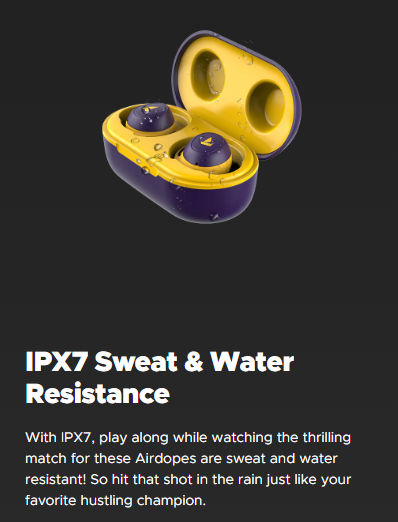 IPX7 Sweat & Water
Resistance
With IPX7, play along while watching the thrilling
match for these Airdopes are sweat and water
resistant! So hit that shot in the rain just like your
favorite hustling champion.